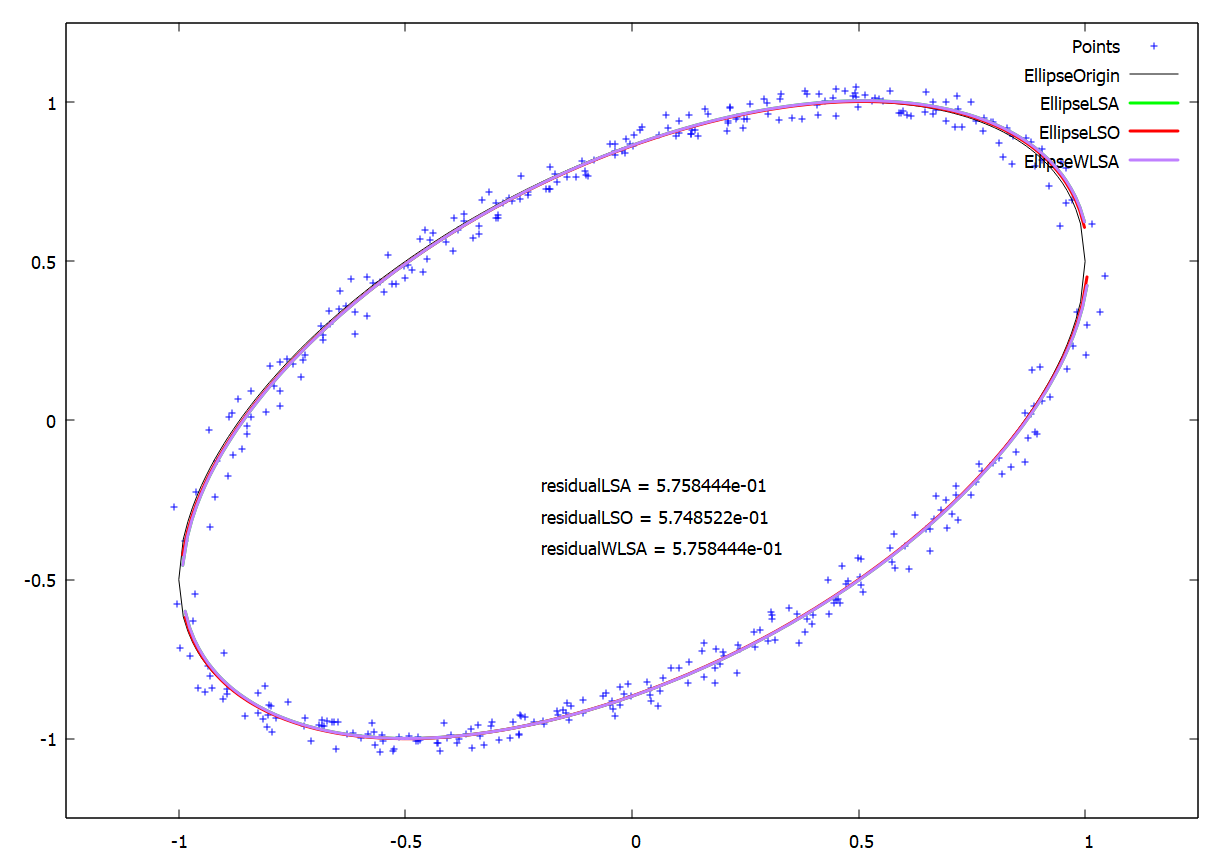 Points
EllipseOrigin
EllipseLSA
EllipseLSO
EllipseWLSA
1
0.5
0
-0.5
-1
residualLSA = 5.758444e-01
residualLSO = 5.748522e-01
residualWLSA = 5.758444e-01
-1
-0.5
0
0.5
1